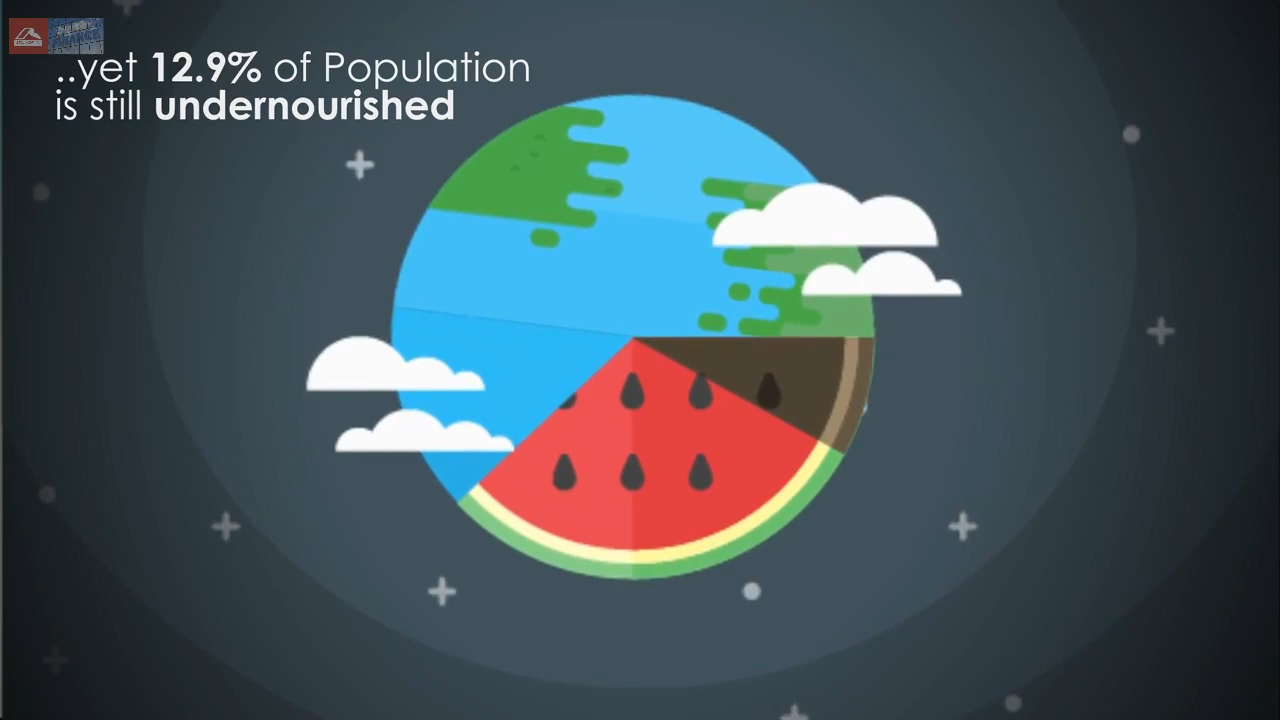 ..yet 12.9% of Population
is still undernourished